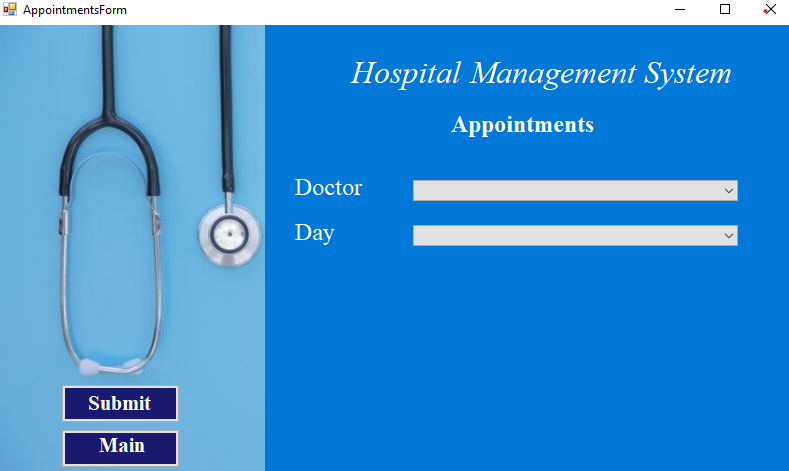 AppointmentsForm
Hospital Management System
Appointments
Doctor
Day
Submit
Main